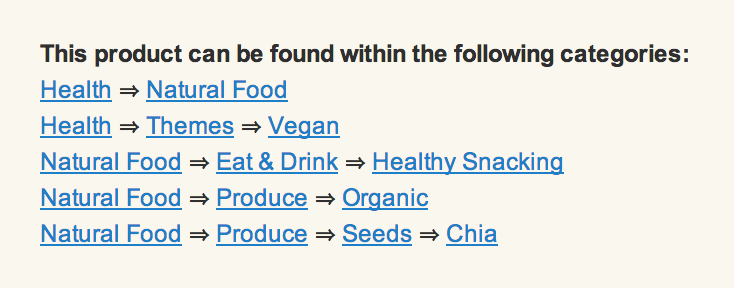 This product can be found within the following categories:
Health ⇒ Natural Food
Health ⇒ Themes ⇒ Vegan
Natural Food ⇒ Eat & Drink ⇒ Healthy Snacking
Natural Food ⇒ Produce ⇒ Organic
Natural Food ⇒ Produce ⇒ Seeds ⇒ Chia